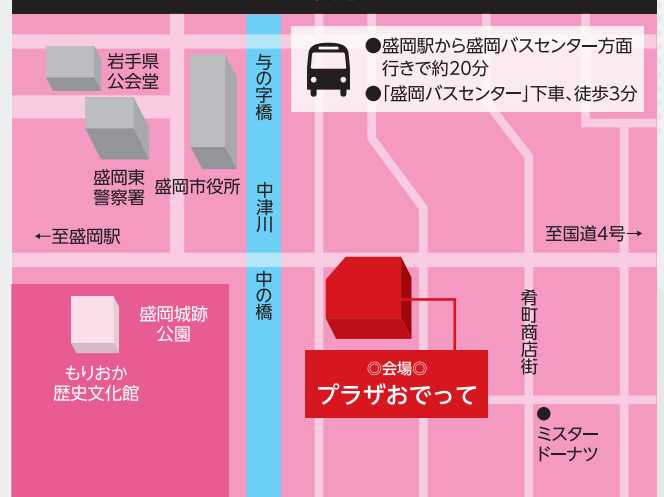 ●盛岡駅から盛岡バスセンター方面
行きで約20分
●「盛岡バスセンター」下車、徒歩3分
岩手県
公会堂
与の字橋
盛岡東
警察署
盛岡市役所
中津川
←至盛岡駅
至国道4号→
中の橋
盛岡城跡
公園
もりおか
歴史文化館
肴町商店街
◎会場◎
プラザおでって
ミスター
ドーナツ